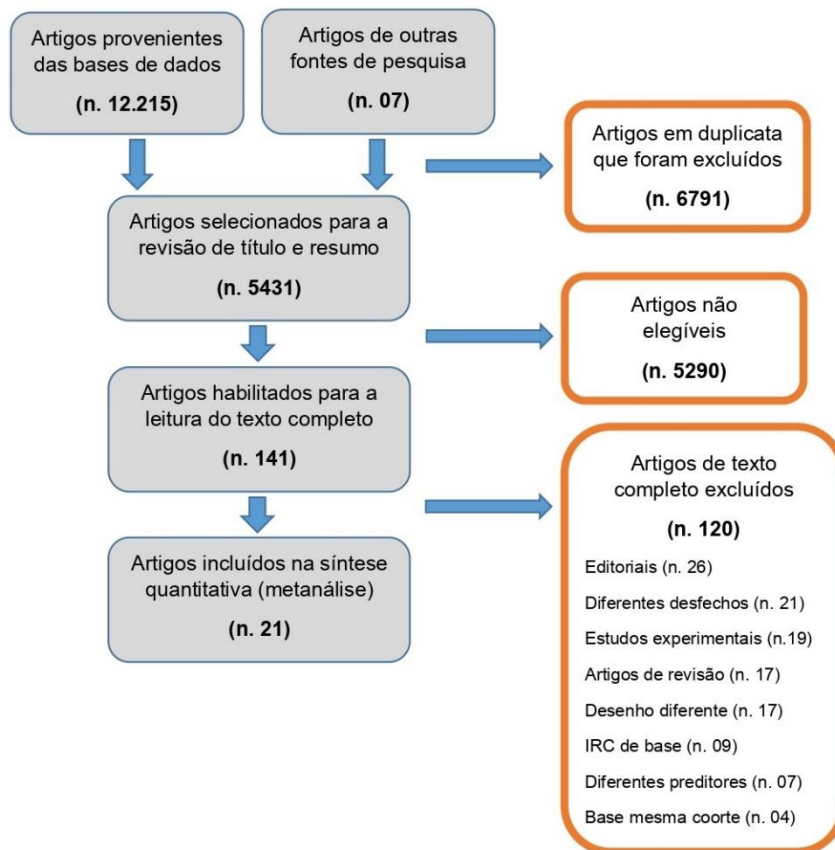 Artigos provenientes
das bases de dados
(n. 12.215)
Artigos de outras
fontes de pesquisa
(n. 07)
Artigos em duplicata
que foram excluídos
(n. 6791)
Artigos selecionados para a
revisão de título e resumo
(n. 5431)
Artigos não
elegíveis
(n. 5290)
Artigos habilitados para a
leitura do texto completo
(n. 141)
Artigos de texto
completo excluídos
(n. 120)
Editoriais (n. 26)
Diferentes desfechos (n. 21)
Estudos experimentais (n.19)
Artigos de revisão (n. 17)
Desenho diferente (n. 17)
IRC de base (n. 09)
Diferentes preditores (n. 07)
Base mesma coorte (n. 04)
Artigos incluídos na síntese
quantitativa (metanálise)
(n. 21)